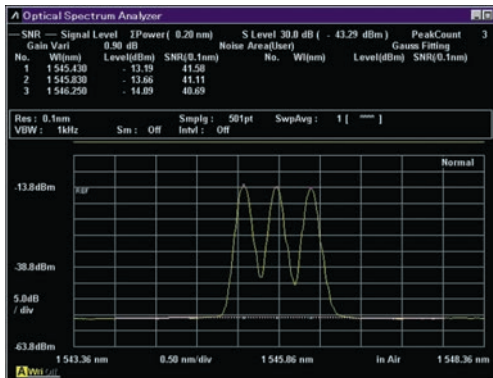 Optical Spectrum Analyzer
SNR — Signal Level ΣPower( 0.20 nm) S Level 30.0 dB ( - 43.29 dBm ) PeakCount 3
Gain Vari 0.90 dB Noise Area(User) Gauss Fitting
No. Wl(nm) Level(dBm) SNR(/0.1nm) No. Wl(nm) Level(dBm) SNR(/0.1nm)
1 1 545.430 - 13.19 41.58
2 1 545.830 - 13.66 41.11
3 1 546.250 - 14.09 40.69
Res : 0.1nm Smplg : 501pt SwpAvg : 1 [ ]
VBW : 1kHz Sm : Off Intvl : Off
Normal
-13.8dBm
REF
-38.8dBm
5.0dB
/ div
-63.8dBm
1 543.36 nm 0.50 nm/div 1 545.86 nm in Air 1 548.36 nm
A Wri